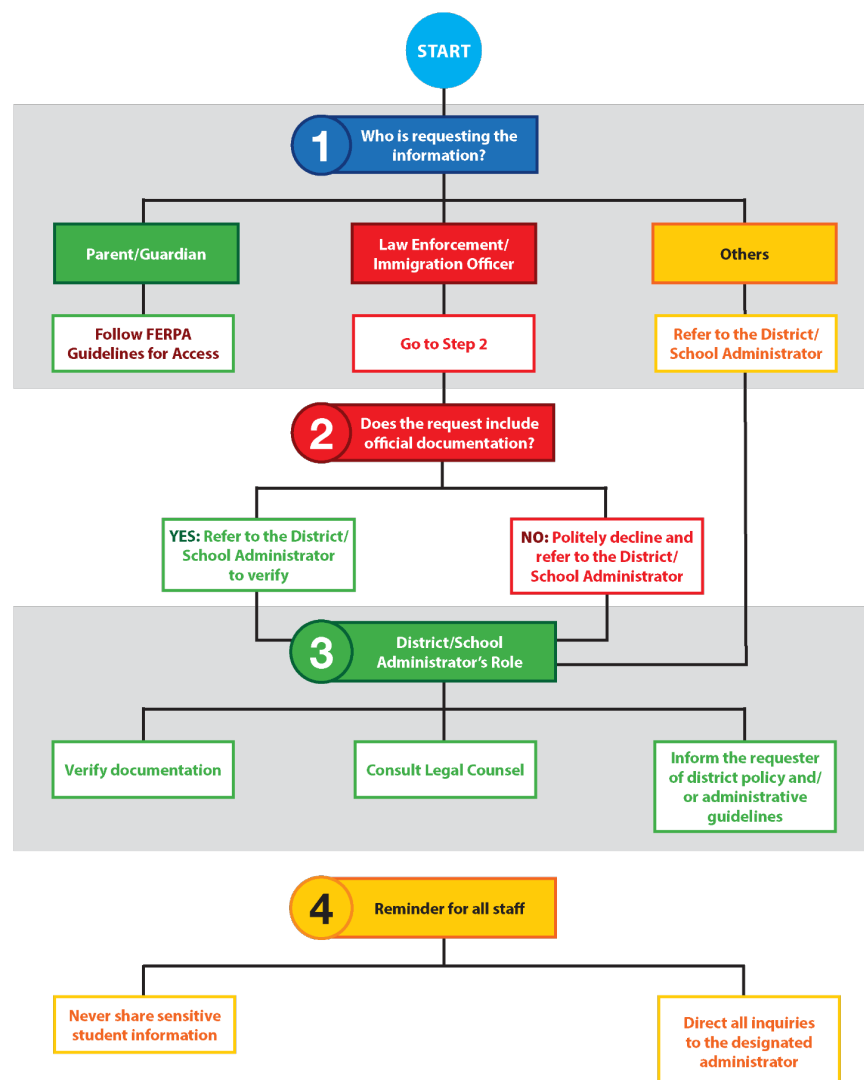 START
1
Who is requesting the
information?
Parent/Guardian
Law Enforcement/
Immigration Officer
Others
Follow FERPA
Guidelines for Access
Go to Step 2
Refer to the District/
School Administrator
2
Does the request include
official documentation?
YES: Refer to the District/
School Administrator
to verify
NO: Politely decline and
refer to the District/
School Administrator
3
District/School
Administrator's Role
Verify documentation
Consult Legal Counsel
Inform the requester
of district policy and/
or administrative
guidelines
4
Reminder for all staff
Never share sensitive
student information
Direct all inquiries
to the designated
administrator